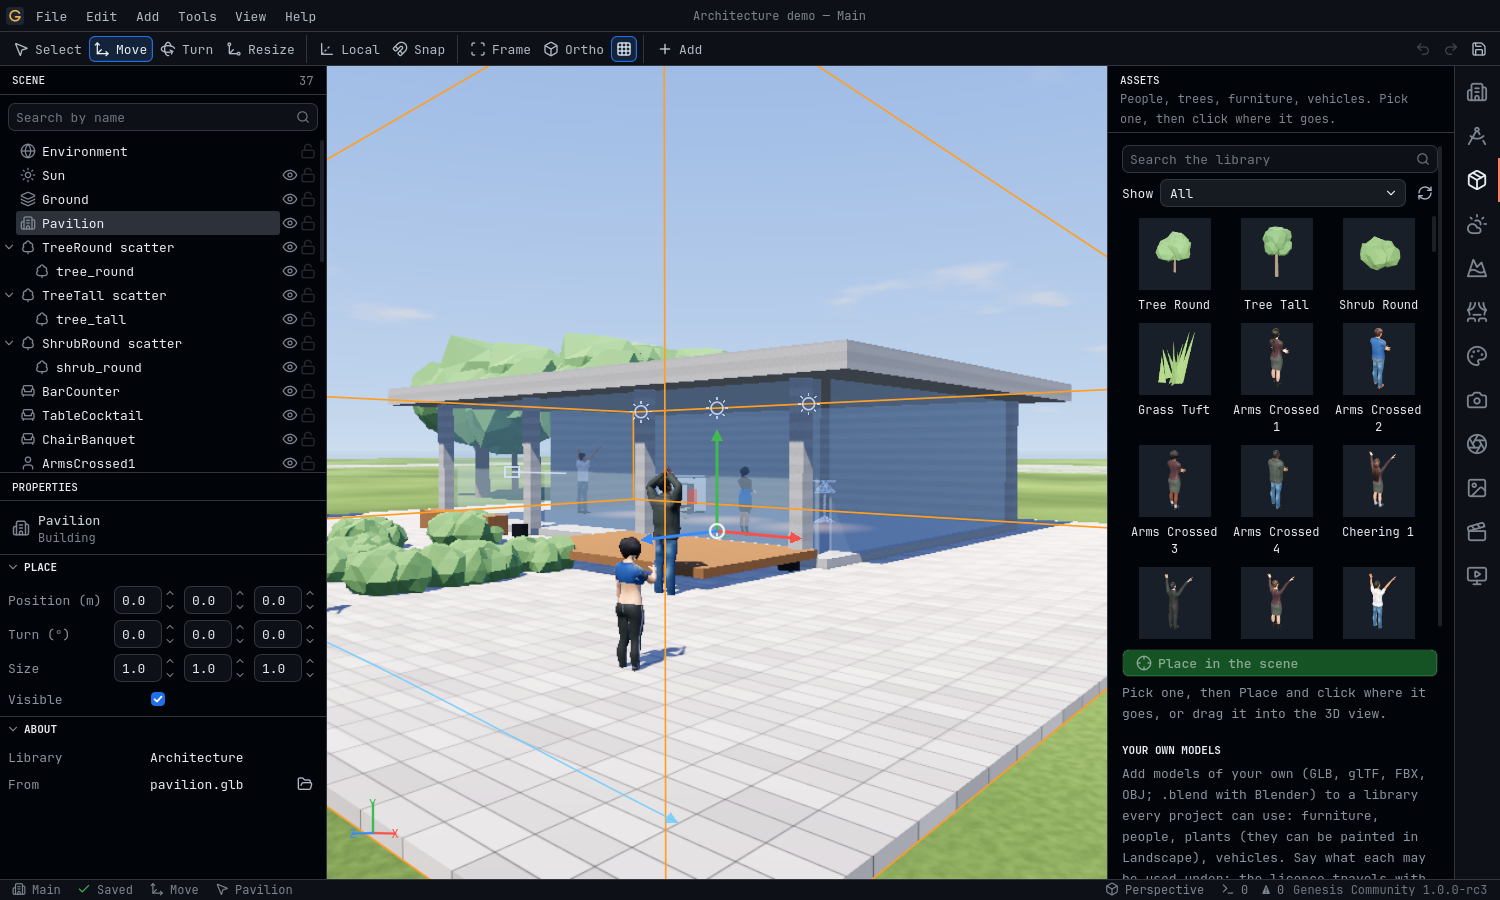 File Edit Add Tools View Help
Architecture demo — Main
Select Move Turn Resize Local Snap Frame Ortho Add
SCENE 37
Search by name
Environment
Sun
Ground
Pavilion
TreeRound scatter
tree_round
TreeTall scatter
tree_tall
ShrubRound scatter
shrub_round
BarCounter
TableCocktail
ChairBanquet
ArmsCrossed1
PROPERTIES
Pavilion
Building
PLACE
Position (m) 0.0 0.0 0.0
Turn (°) 0.0 0.0 0.0
Size 1.0 1.0 1.0
Visible
ABOUT
Library Architecture
From pavilion.glb
Y
X
ASSETS
People, trees, furniture, vehicles. Pick
one, then click where it goes.
Search the library
Show All
Tree Round Tree Tall Shrub Round
Grass Tuft Arms Crossed 1 Arms Crossed 2
Arms Crossed 3 Arms Crossed 4 Cheering 1
Place in the scene
Pick one, then Place and click where it
goes, or drag it into the 3D view.
YOUR OWN MODELS
Add models of your own (GLB, glTF, FBX,
OBJ; .blend with Blender) to a library
every project can use: furniture,
people, plants (they can be painted in
Landscape), vehicles. Say what each may
be used under: the licence travels with
Main Saved Move Pavilion
Perspective 0 0 Genesis Community 1.0.0-rc3